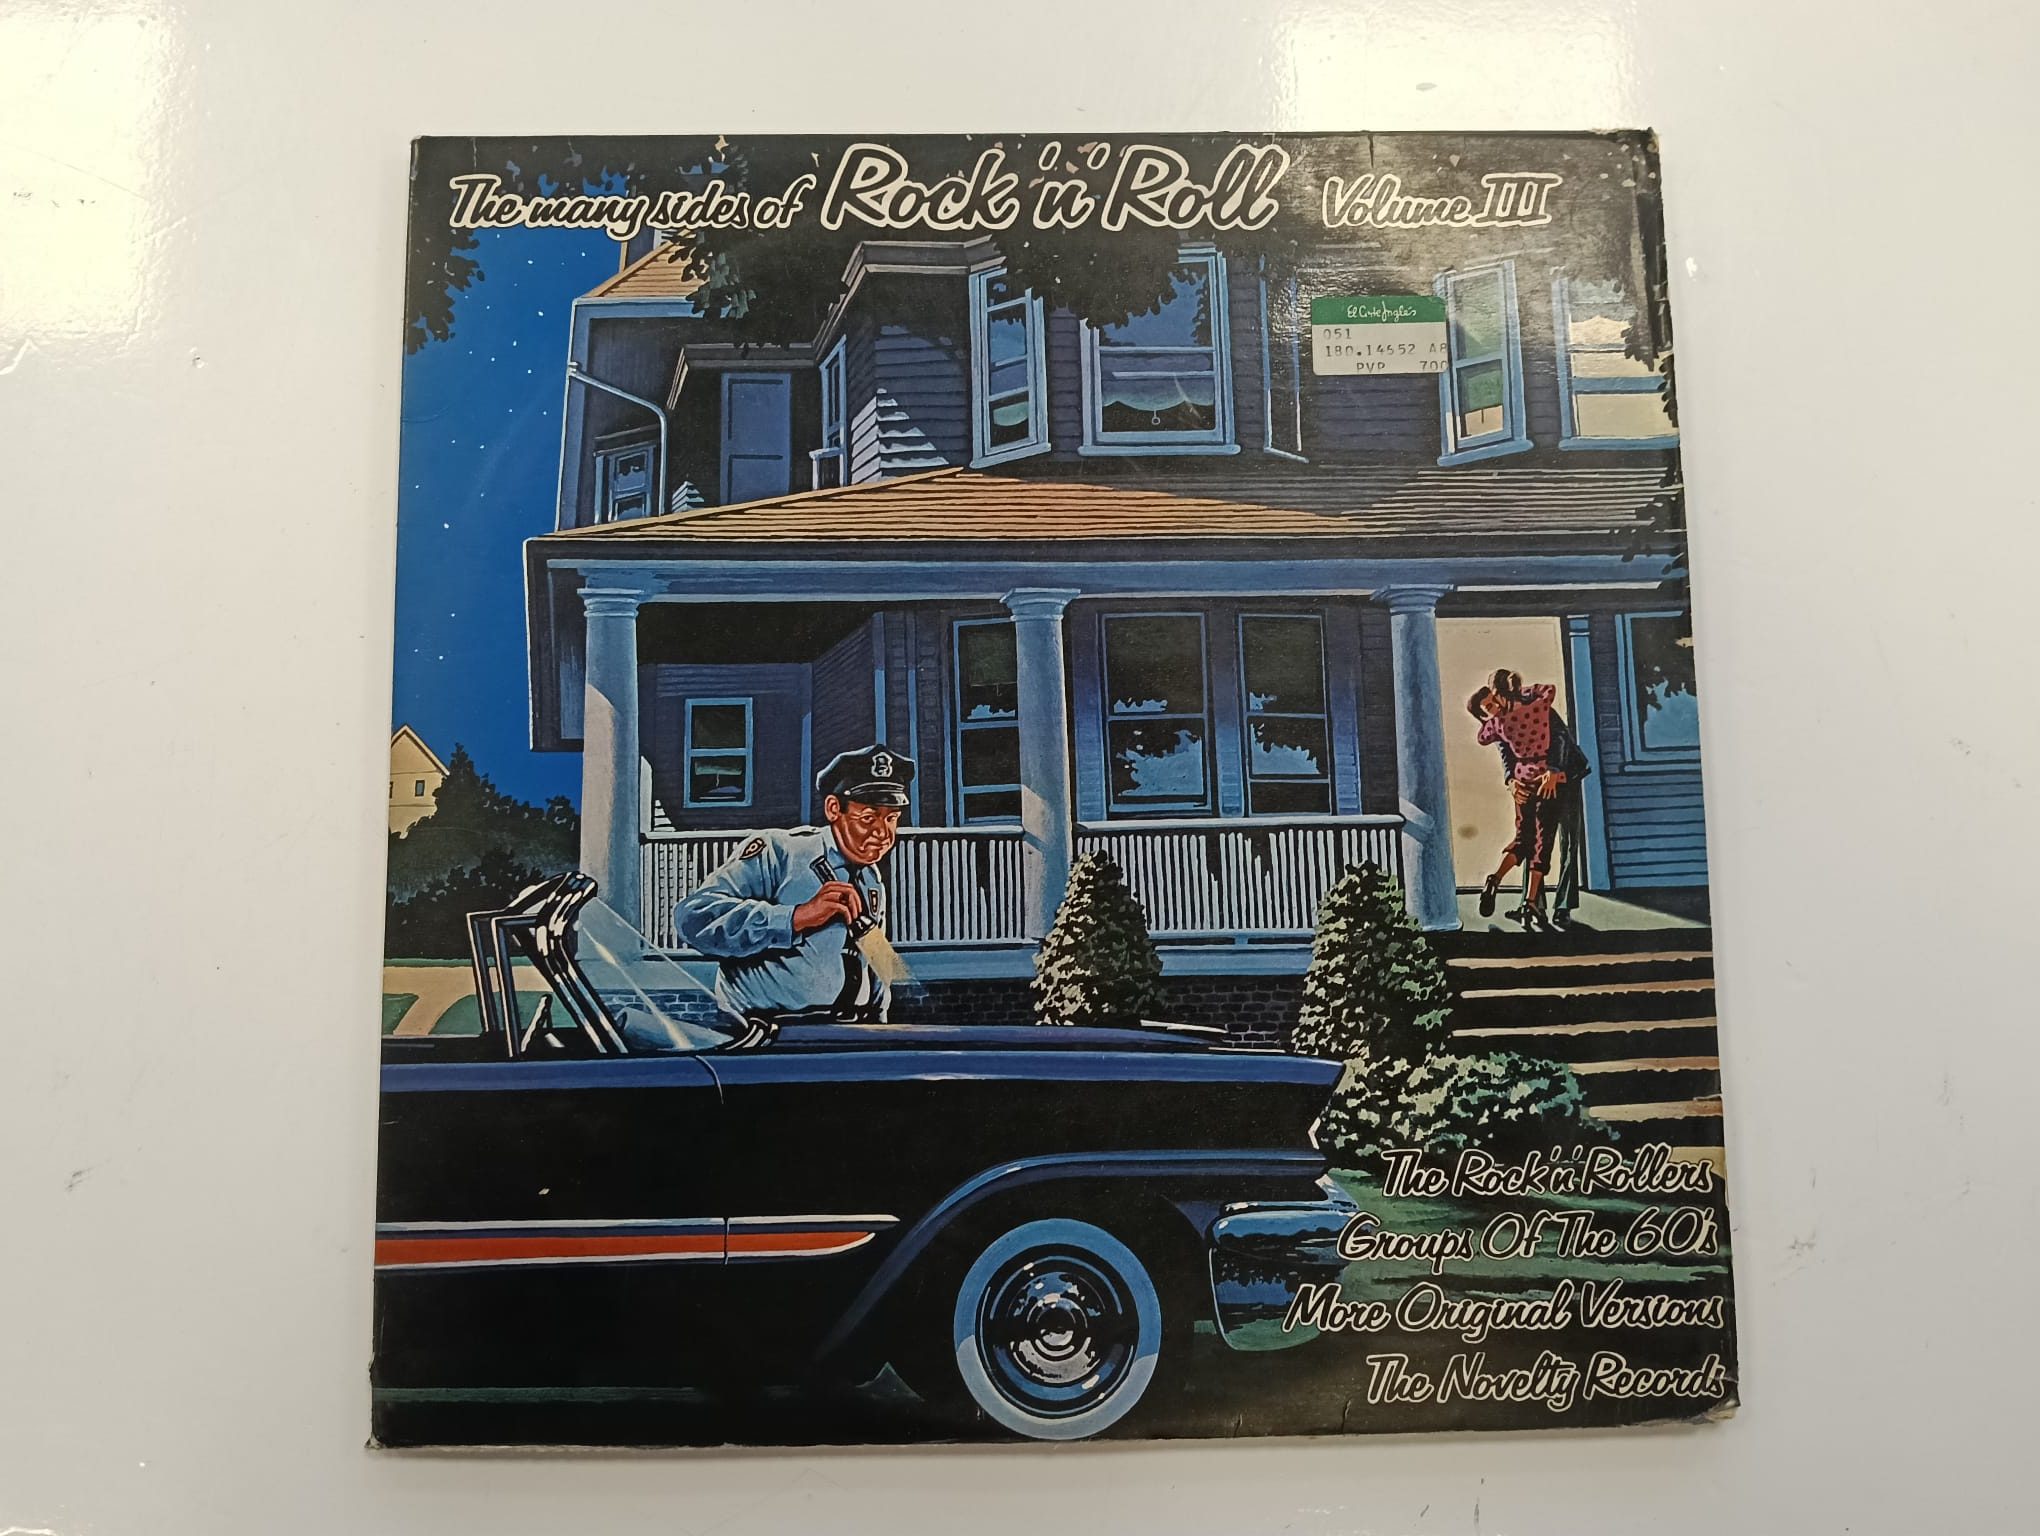 The many sides of Rock 'n' Roll Volume III
El Corte Inglés
051
180.14652 A8
PVP 700
The Rock 'n' Rollers
Groups Of The 60's
More Original Versions
The Novelty Records